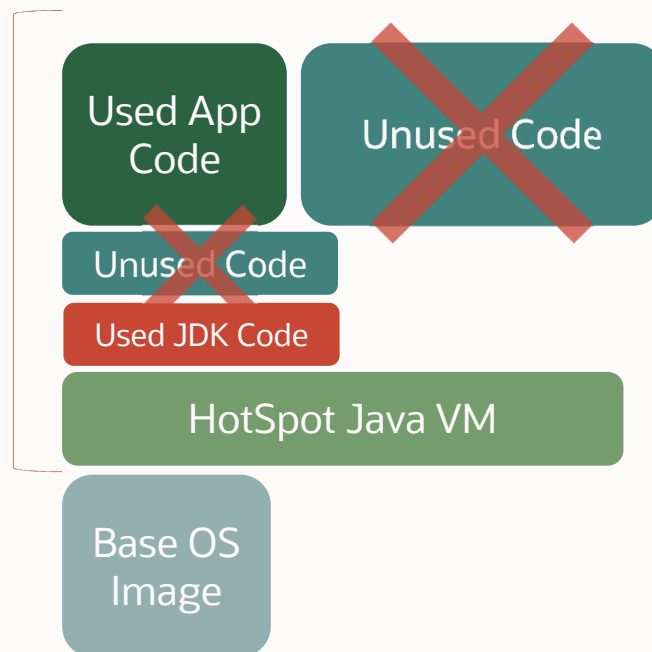 Used App
Code
Unused Code
Unused Code
Used JDK Code
HotSpot Java VM
Base OS
Image